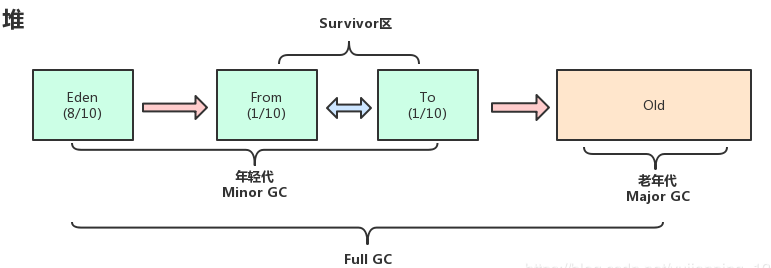 堆
Survivor区
Eden
(8/10)
From
(1/10)
To
(1/10)
Old
年轻代
Minor GC
老年代
Major GC
Full GC